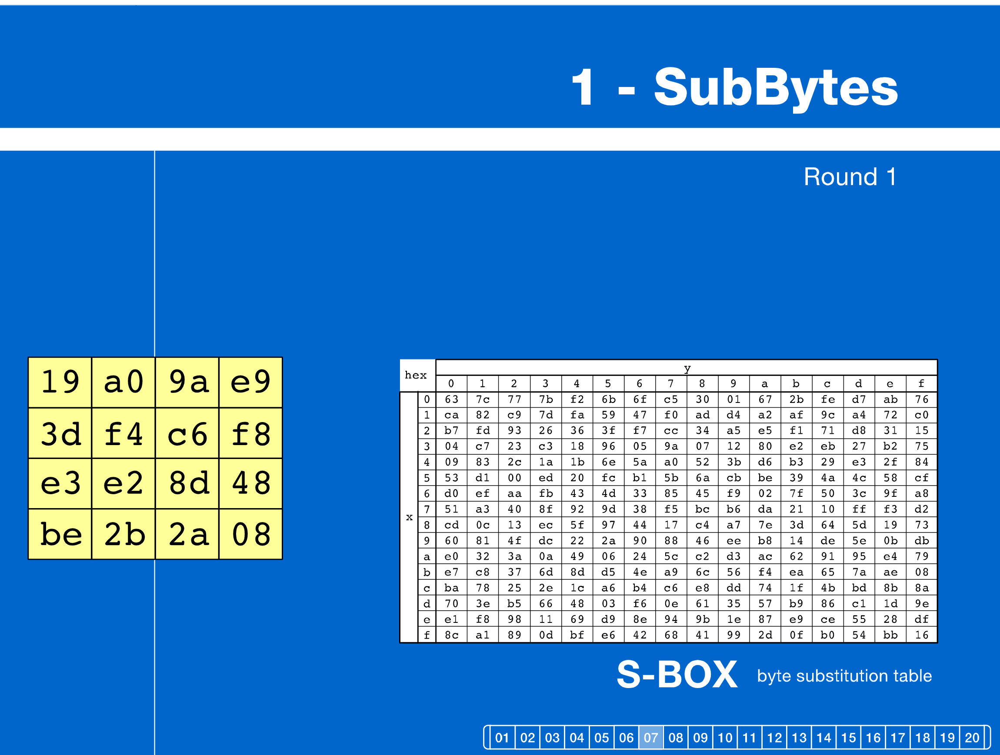 1 - SubBytes
Round 1
19 a0 9a e9
3d f4 c6 f8
e3 e2 8d 48
be 2b 2a 08
hex y
0 1 2 3 4 5 6 7 8 9 a b c d e f
x
0 63 7c 77 7b f2 6b 6f c5 30 01 67 2b fe d7 ab 76
1 ca 82 c9 7d fa 59 47 f0 ad d4 a2 af 9c a4 72 c0
2 b7 fd 93 26 36 3f f7 cc 34 a5 e5 f1 71 d8 31 15
3 04 c7 23 c3 18 96 05 9a 07 12 80 e2 eb 27 b2 75
4 09 83 2c 1a 1b 6e 5a a0 52 3b d6 b3 29 e3 2f 84
5 53 d1 00 ed 20 fc b1 5b 6a cb be 39 4a 4c 58 cf
6 d0 ef aa fb 43 4d 33 85 45 f9 02 7f 50 3c 9f a8
7 51 a3 40 8f 92 9d 38 f5 bc b6 da 21 10 ff f3 d2
8 cd 0c 13 ec 5f 97 44 17 c4 a7 7e 3d 64 5d 19 73
9 60 81 4f dc 22 2a 90 88 46 ee b8 14 de 5e 0b db
a e0 32 3a 0a 49 06 24 5c c2 d3 ac 62 91 95 e4 79
b e7 c8 37 6d 8d d5 4e a9 6c 56 f4 ea 65 7a ae 08
c ba 78 25 2e 1c a6 b4 c6 e8 dd 74 1f 4b bd 8b 8a
d 70 3e b5 66 48 03 f6 0e 61 35 57 b9 86 c1 1d 9e
e e1 f8 98 11 69 d9 8e 94 9b 1e 87 e9 ce 55 28 df
f 8c a1 89 0d bf e6 42 68 41 99 2d 0f b0 54 bb 16
S-BOX byte substitution table
01 02 03 04 05 06 07 08 09 10 11 12 13 14 15 16 17 18 19 20